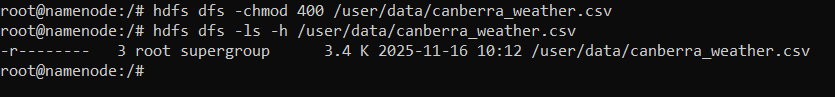 root@namenode:/# hdfs dfs -chmod 400 /user/data/canberra_weather.csv
root@namenode:/# hdfs dfs -ls -h /user/data/canberra_weather.csv
-r--------   3 root supergroup      3.4 K 2025-11-16 10:12 /user/data/canberra_weather.csv
root@namenode:/#